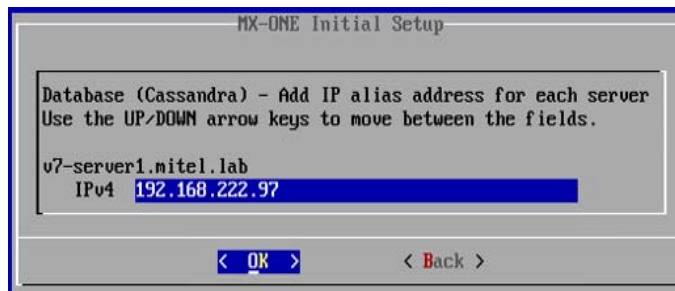 MX-ONE Initial Setup
Database (Cassandra) - Add IP alias address for each server
Use the UP/DOWN arrow keys to move between the fields.
v7-server1.mitel.lab
IPv4 192.168.222.97
< OK > < Back >